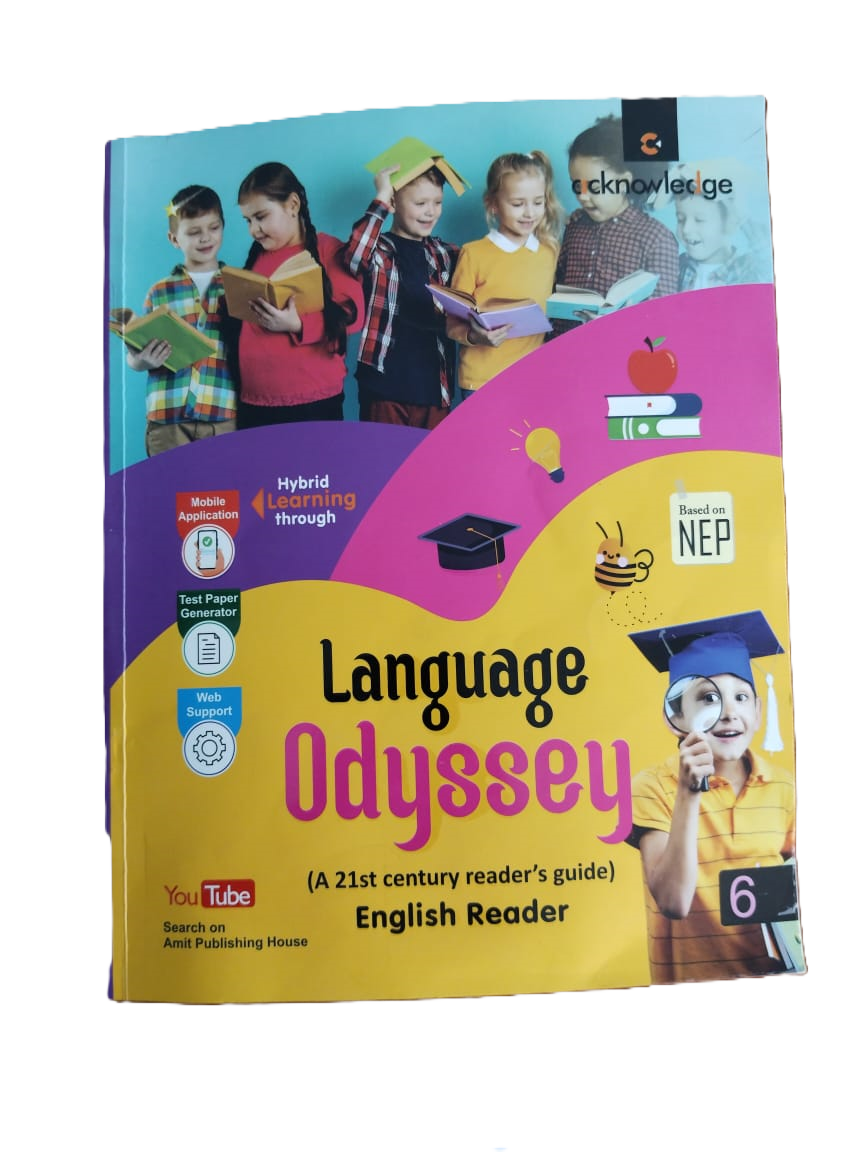 acknowledge
Hybrid
Learning
through
Mobile
Application
Based on
NEP
Test Paper
Generator
Web
Support
Language
Odyssey
(A 21st century reader's guide)
English Reader
6
YouTube
Search on
Amit Publishing House